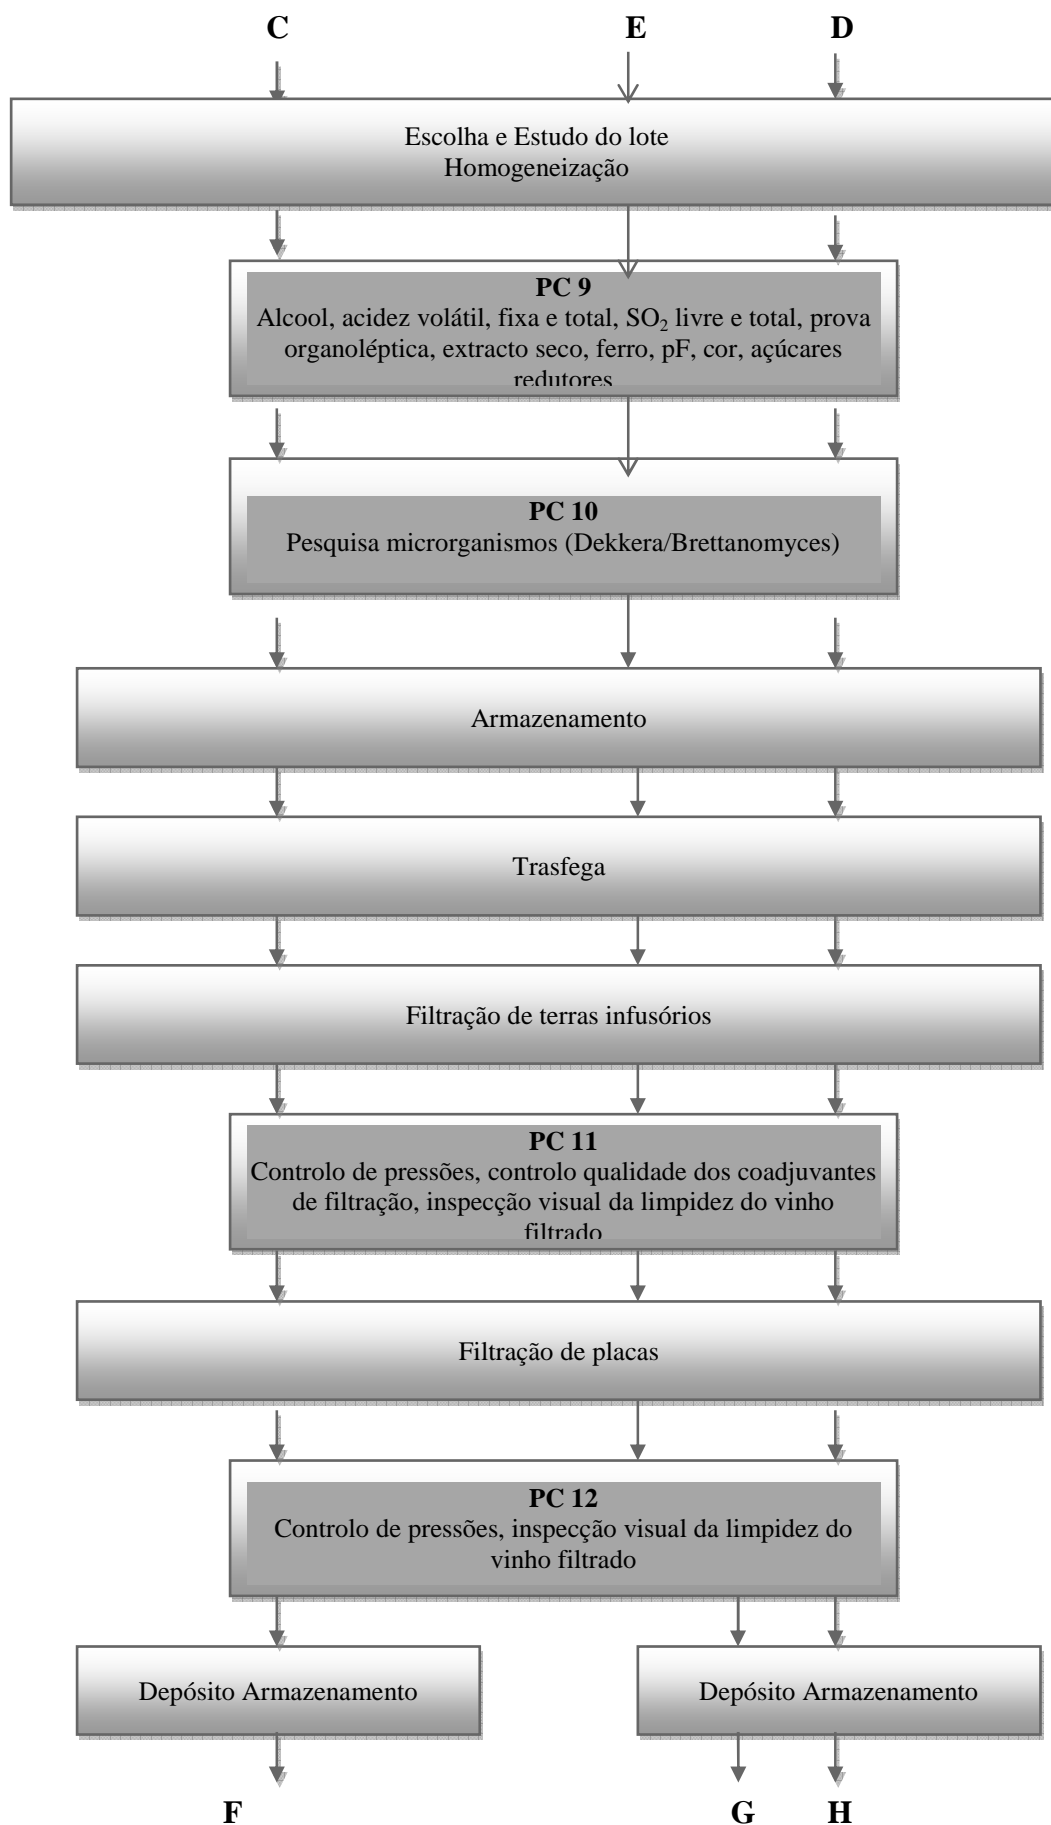 C E D
Escolha e Estudo do lote
Homogeneização
PC 9
Alcool, acidez volátil, fixa e total, SO₂ livre e total, prova
organoléptica, extracto seco, ferro, pF, cor, açúcares
redutores
PC 10
Pesquisa microrganismos (Dekkera/Brettanomyces)
Armazenamento
Trasfega
Filtração de terras infusórios
PC 11
Controlo de pressões, controlo qualidade dos coadjuvantes
de filtração, inspecção visual da limpidez do vinho
filtrado
Filtração de placas
PC 12
Controlo de pressões, inspecção visual da limpidez do
vinho filtrado
Depósito Armazenamento
Depósito Armazenamento
F G H